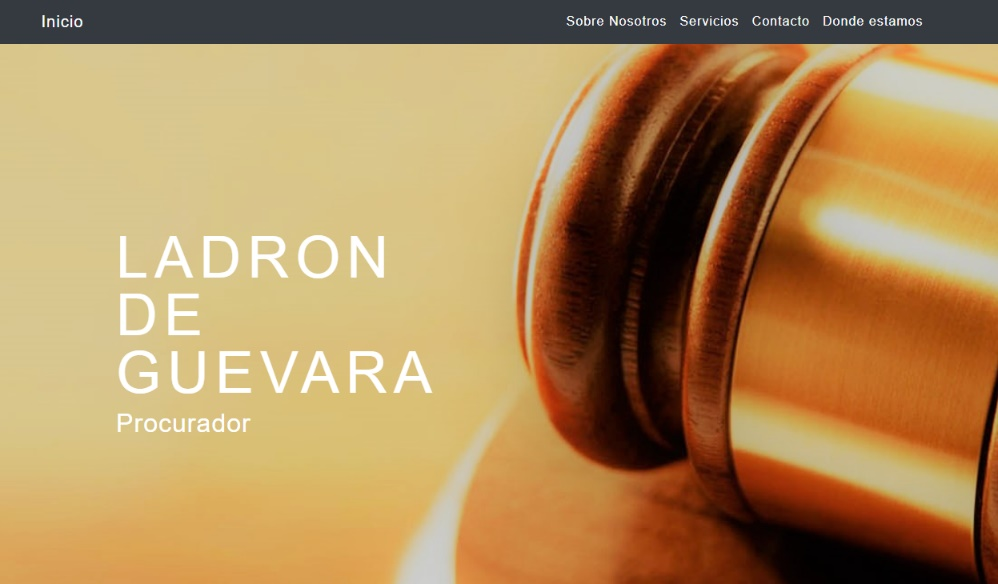 Inicio
Sobre Nosotros Servicios Contacto Donde estamos
LADRON
DE
GUEVARA
Procurador